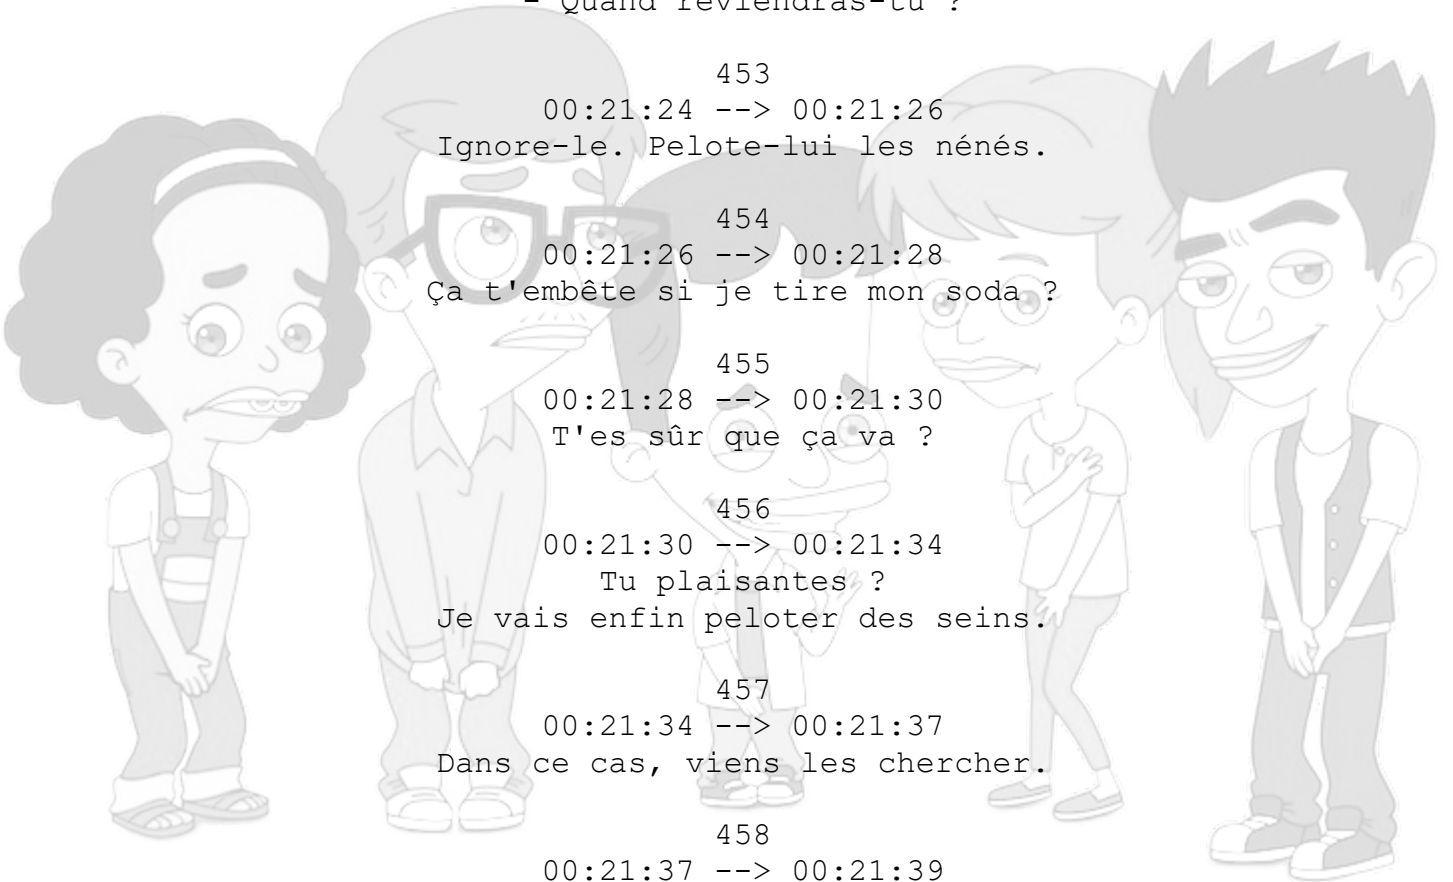 - Quand reviendras-tu ?
453
00:21:24 --> 00:21:26
Ignore-le. Pelote-lui les nénés.
454
00:21:26 --> 00:21:28
Ça t'embête si je tire mon soda ?
455
00:21:28 --> 00:21:30
T'es sûr que ça va ?
456
00:21:30 --> 00:21:34
Tu plaisantes ?
Je vais enfin peloter des seins.
457
00:21:34 --> 00:21:37
Dans ce cas, viens les chercher.
458
00:21:37 --> 00:21:39